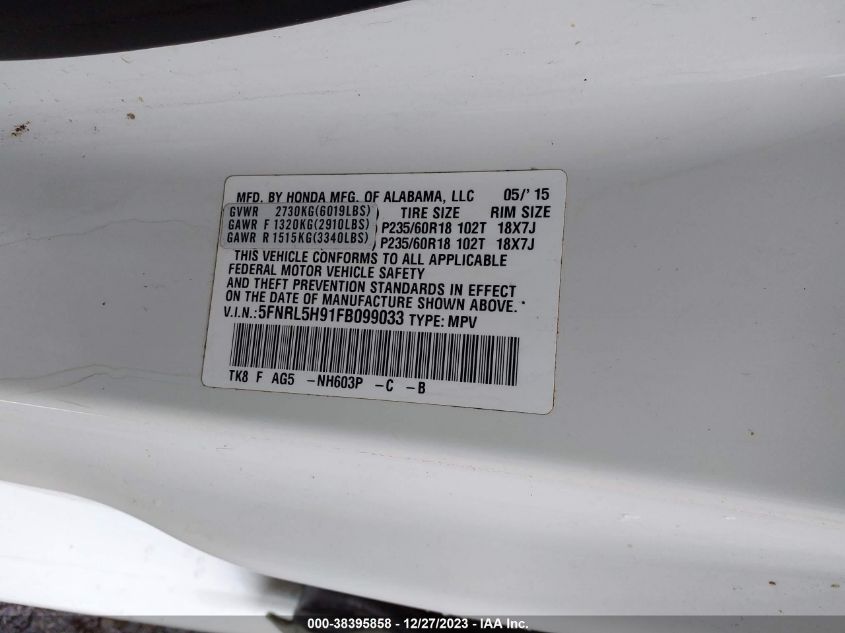 MFD. BY HONDA MFG. OF ALABAMA, LLC 05/' 15
GVWR 2730KG(6019LBS) TIRE SIZE RIM SIZE
GAWR F 1320KG(2910LBS) P235/60R18 102T 18X7J
GAWR R 1515KG(3340LBS) P235/60R18 102T 18X7J
THIS VEHICLE CONFORMS TO ALL APPLICABLE
FEDERAL MOTOR VEHICLE SAFETY
AND THEFT PREVENTION STANDARDS IN EFFECT
ON THE DATE OF MANUFACTURE SHOWN ABOVE. *
V.I.N.: 5FNRL5H91FB099033 TYPE: MPV
TK8 F AG5 -NH603P -C -B
000-38395858 - 12/27/2023 - IAA Inc.